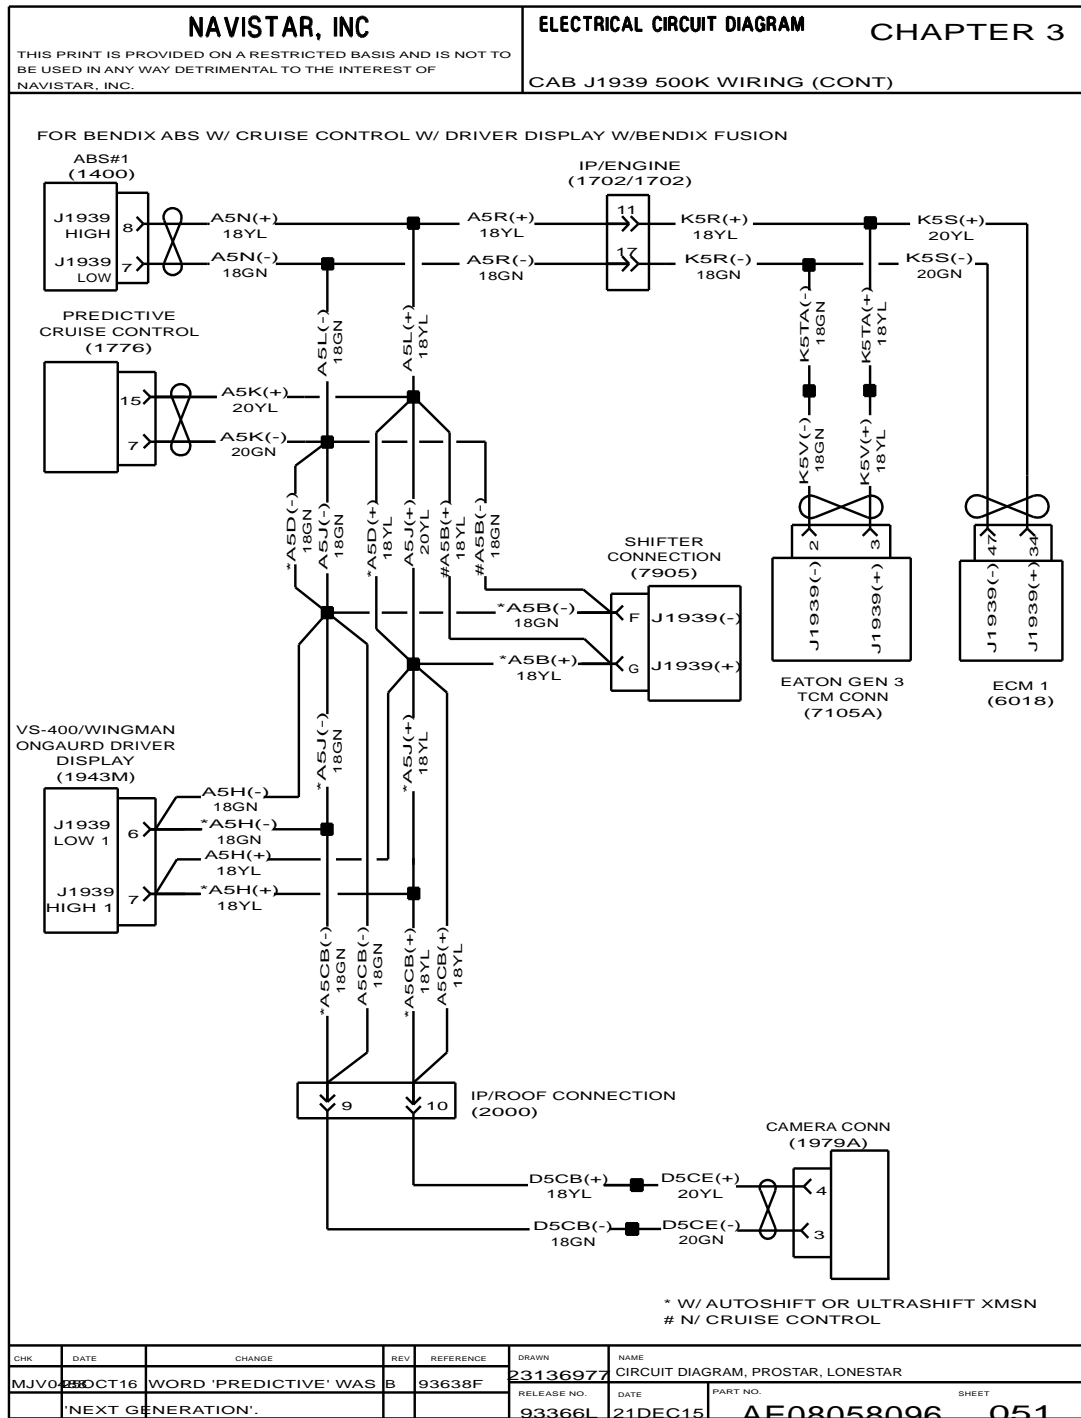 NAVISTAR, INC
THIS PRINT IS PROVIDED ON A RESTRICTED BASIS AND IS NOT TO
BE USED IN ANY WAY DETRIMENTAL TO THE INTEREST OF
NAVISTAR, INC.
ELECTRICAL CIRCUIT DIAGRAM
CHAPTER 3
CAB J1939 500K WIRING (CONT)
FOR BENDIX ABS W/ CRUISE CONTROL W/ DRIVER DISPLAY W/BENDIX FUSION
ABS#1
(1400)
J1939
HIGH
8
J1939
LOW
7
A5N(+)
18YL
A5N(-)
18GN
A5R(+)
18YL
A5R(-)
18GN
IP/ENGINE
(1702/1702)
11
17
K5R(+)
18YL
K5R(-)
18GN
K5S(+)
20YL
K5S(-)
20GN
A5L(-)
18GN
A5L(+)
18YL
K5TA(-)
18GN
K5TA(+)
18YL
PREDICTIVE
CRUISE CONTROL
(1776)
15
7
A5K(+)
20YL
A5K(-)
20GN
K5V(-)
18GN
K5V(+)
18YL
*A5D(-)
18GN
A5J(-)
18GN
*A5D(+)
18YL
A5J(+)
20YL
#A5B(+)
18YL
#A5B(-)
18GN
SHIFTER
CONNECTION
(7905)
F
J1939(-)
G
J1939(+)
*A5B(-)
18GN
*A5B(+)
18YL
2
3
J1939(-)
J1939(+)
EATON GEN 3
TCM CONN
(7105A)
47
34
J1939(-)
J1939(+)
ECM 1
(6018)
VS-400/WINGMAN
ONGAURD DRIVER
DISPLAY
(1943M)
J1939
LOW 1
6
J1939
HIGH 1
7
*A5J(-)
18GN
*A5J(+)
18YL
A5H(-)
18GN
*A5H(-)
18GN
A5H(+)
18YL
*A5H(+)
18YL
*A5CB(-)
18GN
A5CB(-)
18GN
*A5CB(+)
18YL
A5CB(+)
18YL
9
10
IP/ROOF CONNECTION
(2000)
CAMERA CONN
(1979A)
D5CB(+)
18YL
D5CE(+)
20YL
4
D5CB(-)
18GN
D5CE(-)
20GN
3
* W/ AUTOSHIFT OR ULTRASHIFT XMSN
# N/ CRUISE CONTROL
CHK DATE CHANGE REV REFERENCE
OCT16 WORD 'PREDICTIVE' WAS B 93638F
'NEXT GENERATION'.
DRAWN
23136977
NAME
CIRCUIT DIAGRAM, PROSTAR, LONESTAR
RELEASE NO.
93366L
DATE
21DEC15
PART NO.
AE08058096
SHEET
051